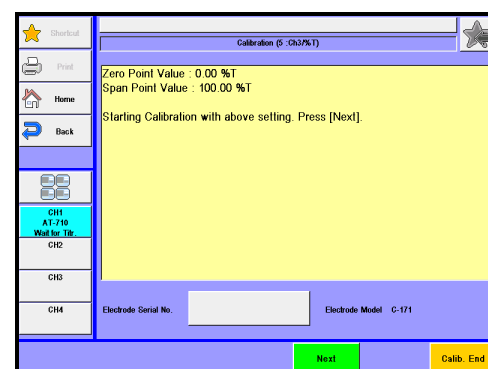 Shortcut
Calibration (5 :Ch3/%T)
Print
Home
Back
Zero Point Value : 0.00 %T
Span Point Value : 100.00 %T
Starting Calibration with above setting. Press [Next].
CH1
AT-710
Wait for Titr.
CH2
CH3
CH4
Electrode Serial No.
Electrode Model C-171
Next
Calib. End